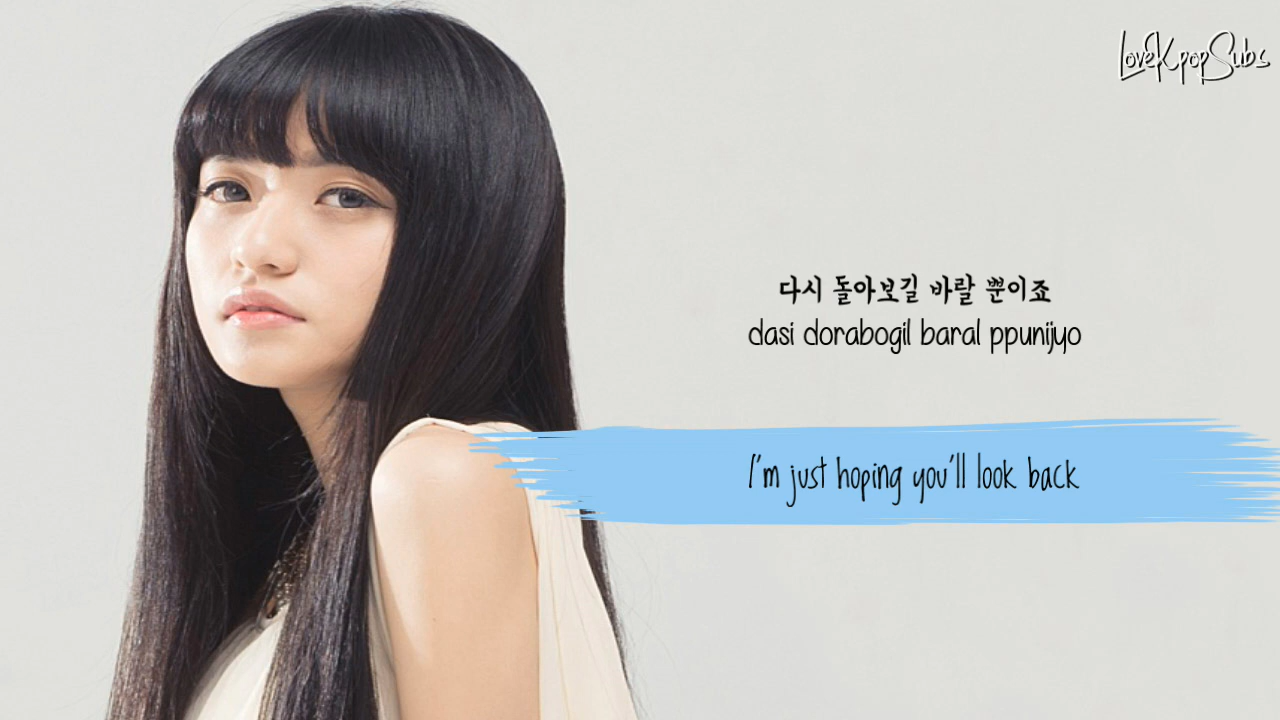 LoveKpopSubs
다시 돌아보길 바랄 뿐이죠
dasi dorabogil baral ppunijyo
I'm just hoping you'll look back